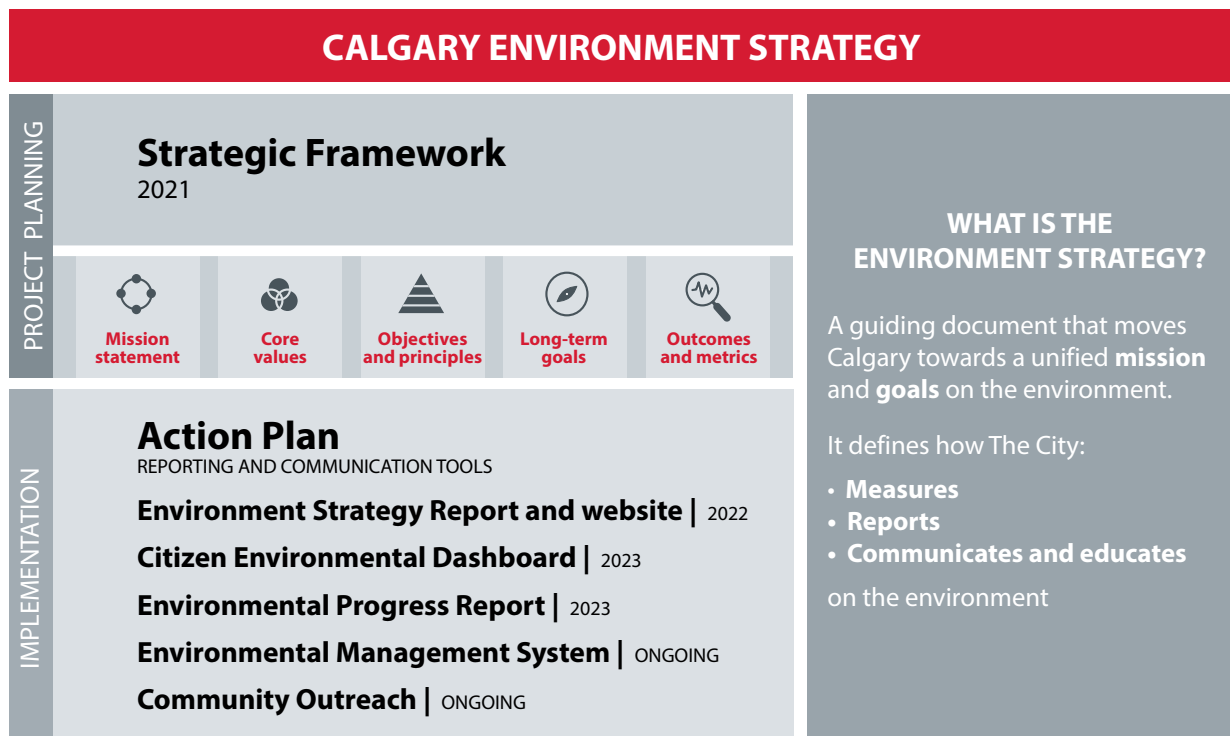 CALGARY ENVIRONMENT STRATEGY
PROJECT PLANNING
Strategic Framework
2021
Mission
statement
Core
values
Objectives
and principles
Long-term
goals
Outcomes
and metrics
IMPLEMENTATION
Action Plan
REPORTING AND COMMUNICATION TOOLS
Environment Strategy Report and website | 2022
Citizen Environmental Dashboard | 2023
Environmental Progress Report | 2023
Environmental Management System | ONGOING
Community Outreach | ONGOING
WHAT IS THE
ENVIRONMENT STRATEGY?
A guiding document that moves
Calgary towards a unified mission
and goals on the environment.
It defines how The City:
• Measures
• Reports
• Communicates and educates
on the environment